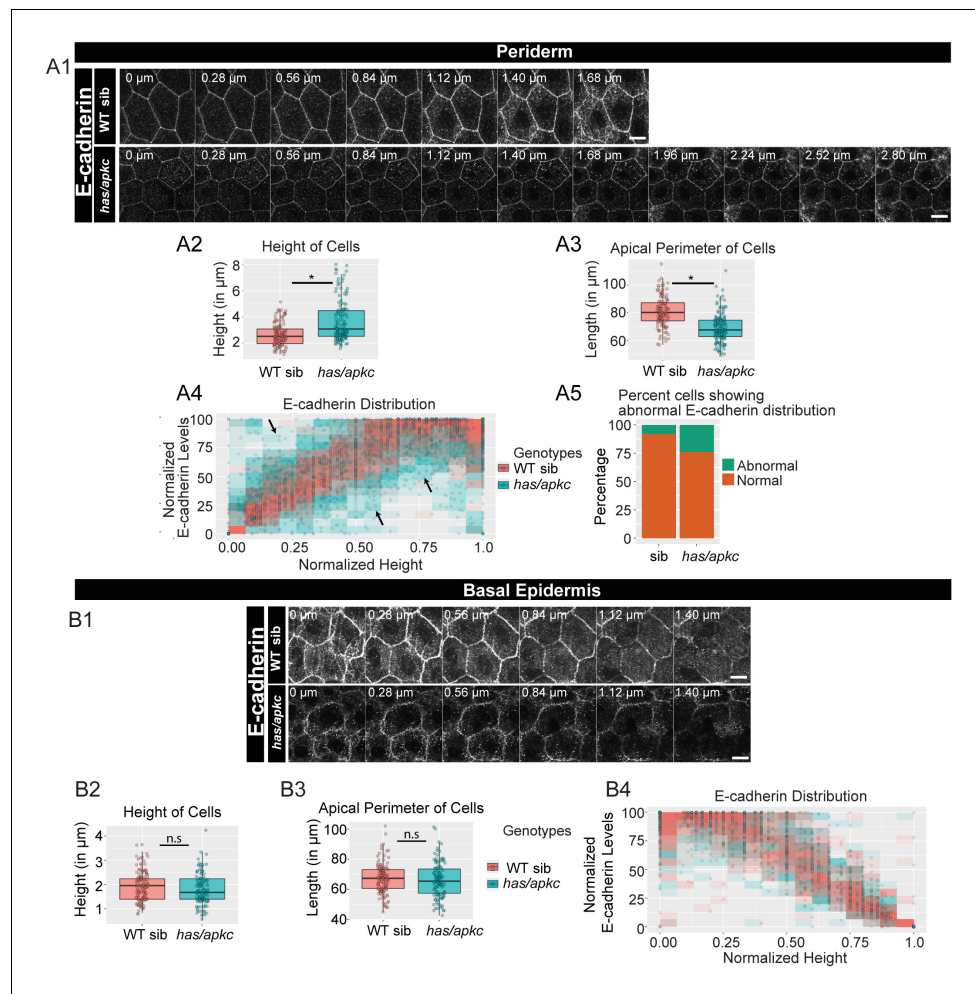 Periderm
A1
E-cadherin
WT sib
0 μm 0.28 μm 0.56 μm 0.84 μm 1.12 μm 1.40 μm 1.68 μm
has/apkc
0 μm 0.28 μm 0.56 μm 0.84 μm 1.12 μm 1.40 μm 1.68 μm 1.96 μm 2.24 μm 2.52 μm 2.80 μm
A2
Height of Cells
Height (in μm)
8
6
4
2
*
WT sib has/apkc
A3
Apical Perimeter of Cells
Length (in μm)
100
80
60
*
WT sib has/apkc
A4
E-cadherin Distribution
Normalized
E-cadherin Levels
100
75
50
25
0
0.00 0.25 0.50 0.75 1.0
Normalized Height
Genotypes
WT sib
has/apkc
A5
Percent cells showing
abnormal E-cadherin distribution
Percentage
100
75
50
25
0
sib has/apkc
Abnormal
Normal
Basal Epidermis
B1
E-cadherin
WT sib
0 μm 0.28 μm 0.56 μm 0.84 μm 1.12 μm 1.40 μm
has/apkc
0 μm 0.28 μm 0.56 μm 0.84 μm 1.12 μm 1.40 μm
B2
Height of Cells
Height (in μm)
4
3
2
1
n.s
WT sib has/apkc
B3
Apical Perimeter of Cells
Length (in μm)
100
80
60
40
n.s
WT sib has/apkc
Genotypes
WT sib
has/apkc
B4
E-cadherin Distribution
Normalized
E-cadherin Levels
100
75
50
25
0
0.00 0.25 0.50 0.75 1.0
Normalized Height